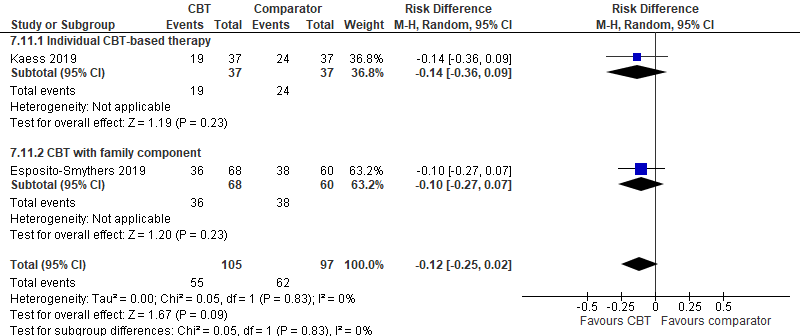 CBT Comparator Risk Difference Risk Difference
Study or Subgroup Events Total Events Total Weight M-H, Random, 95% CI M-H, Random, 95% CI
7.11.1 Individual CBT-based therapy
Kaess 2019 19 37 24 37 36.8% -0.14 [-0.36, 0.09]
Subtotal (95% CI) 37 37 36.8% -0.14 [-0.36, 0.09]
Total events 19 24
Heterogeneity: Not applicable
Test for overall effect: Z = 1.19 (P = 0.23)
7.11.2 CBT with family component
Esposito-Smythers 2019 36 68 38 60 63.2% -0.10 [-0.27, 0.07]
Subtotal (95% CI) 68 60 63.2% -0.10 [-0.27, 0.07]
Total events 36 38
Heterogeneity: Not applicable
Test for overall effect: Z = 1.20 (P = 0.23)
Total (95% CI) 105 97 100.0% -0.12 [-0.25, 0.02]
Total events 55 62
Heterogeneity: Tau² = 0.00; Chi² = 0.05, df = 1 (P = 0.83); I² = 0%
Test for overall effect: Z = 1.67 (P = 0.09)
Test for subgroup differences: Chi² = 0.05, df = 1 (P = 0.83), I² = 0%
-0.5 -0.25 0 0.25 0.5
Favours CBT Favours comparator